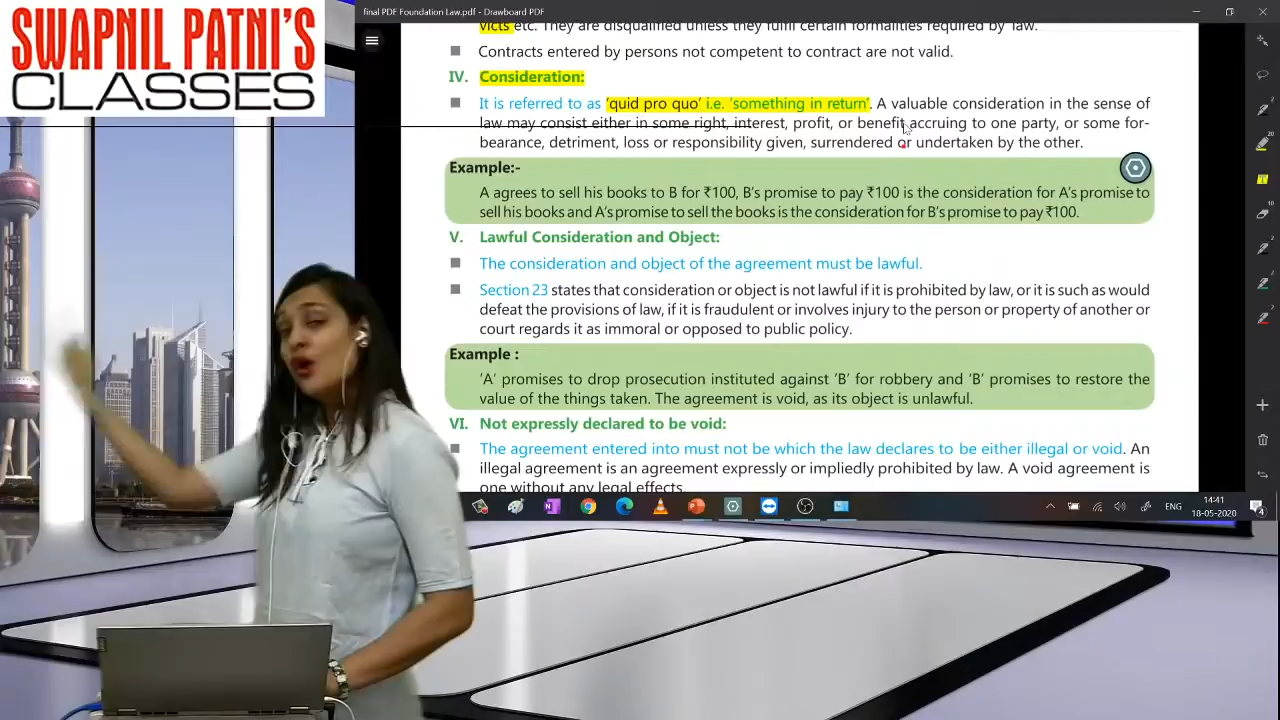 SWAPNIL PATNI'S
CLASSES
final PDF Foundation Law.pdf - Drawboard PDF
victs etc. They are disqualified unless they fulfil certain formalities required by law.
Contracts entered by persons not competent to contract are not valid.
IV. Consideration:
It is referred to as 'quid pro quo' i.e. 'something in return'. A valuable consideration in the sense of
law may consist either in some right, interest, profit, or benefit accruing to one party, or some for-
bearance, detriment, loss or responsibility given, surrendered or undertaken by the other.
Example:-
A agrees to sell his books to B for ₹100, B's promise to pay ₹100 is the consideration for A's promise to
sell his books and A's promise to sell the books is the consideration for B's promise to pay ₹100.
V. Lawful Consideration and Object:
The consideration and object of the agreement must be lawful.
Section 23 states that consideration or object is not lawful if it is prohibited by law, or it is such as would
defeat the provisions of law, if it is fraudulent or involves injury to the person or property of another or
court regards it as immoral or opposed to public policy.
Example :
'A' promises to drop prosecution instituted against 'B' for robbery and 'B' promises to restore the
value of the things taken. The agreement is void, as its object is unlawful.
VI. Not expressly declared to be void:
The agreement entered into must not be which the law declares to be either illegal or void. An
illegal agreement is an agreement expressly or impliedly prohibited by law. A void agreement is
one without any legal effects.
ENG
14:41
18-05-2020